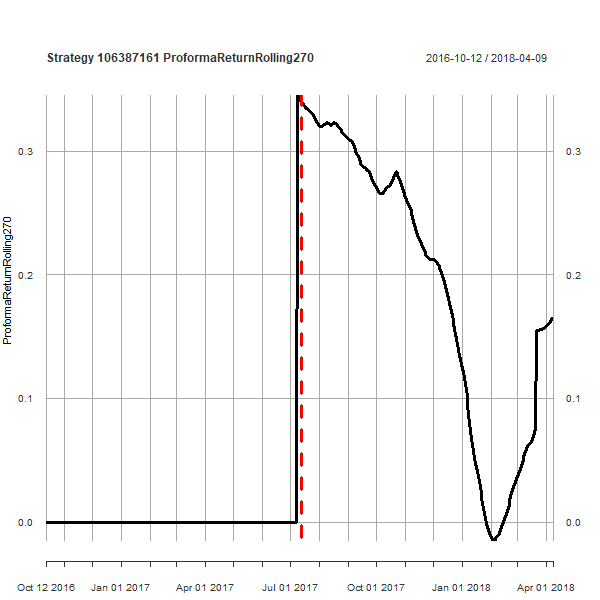 Strategy 106387161 ProformaReturnRolling270
2016-10-12 / 2018-04-09
ProformaReturnRolling270
0.3
0.3
0.2
0.2
0.1
0.1
0.0
0.0
Oct 12 2016
Jan 01 2017
Apr 01 2017
Jul 01 2017
Oct 01 2017
Jan 01 2018
Apr 01 2018